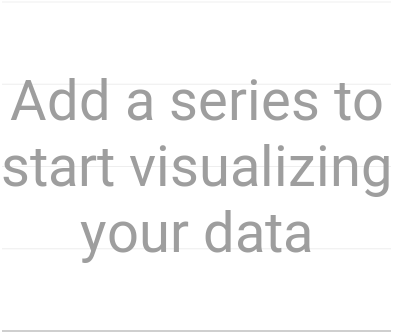 Add a series to
start visualizing
your data